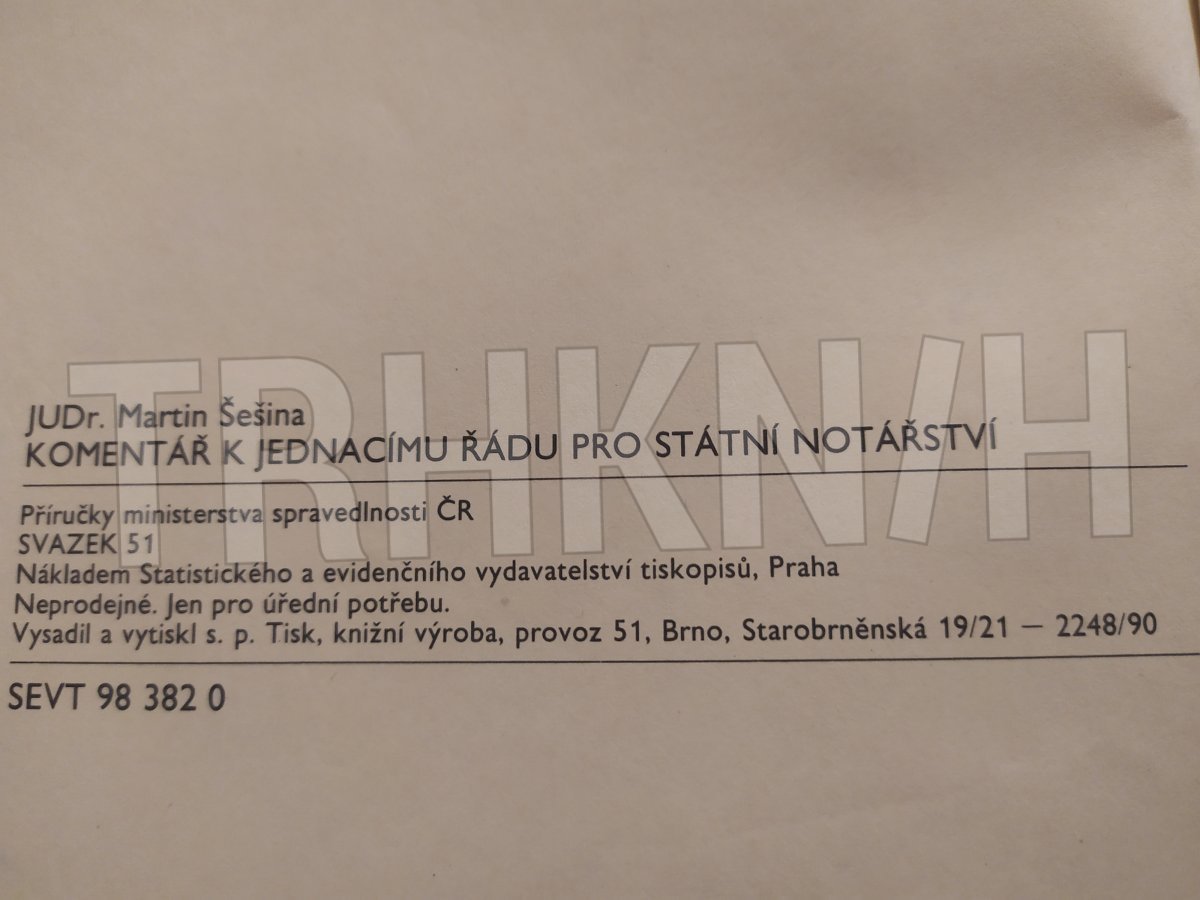 JUDr. Martin Šešina
KOMENTÁŘ K JEDNACÍMU ŘÁDU PRO STÁTNÍ NOTÁŘSTVÍ
Příručky ministerstva spravedlnosti ČR
SVAZEK 51
Nákladem Statistického a evidenčního vydavatelství tiskopisů, Praha
Neprodejné. Jen pro úřední potřebu.
Vysadil a vytiskl s. p. Tisk, knižní výroba, provoz 51, Brno, Starobrněnská 19/21 — 2248/90
SEVT 98 382 0
TRHKN/H